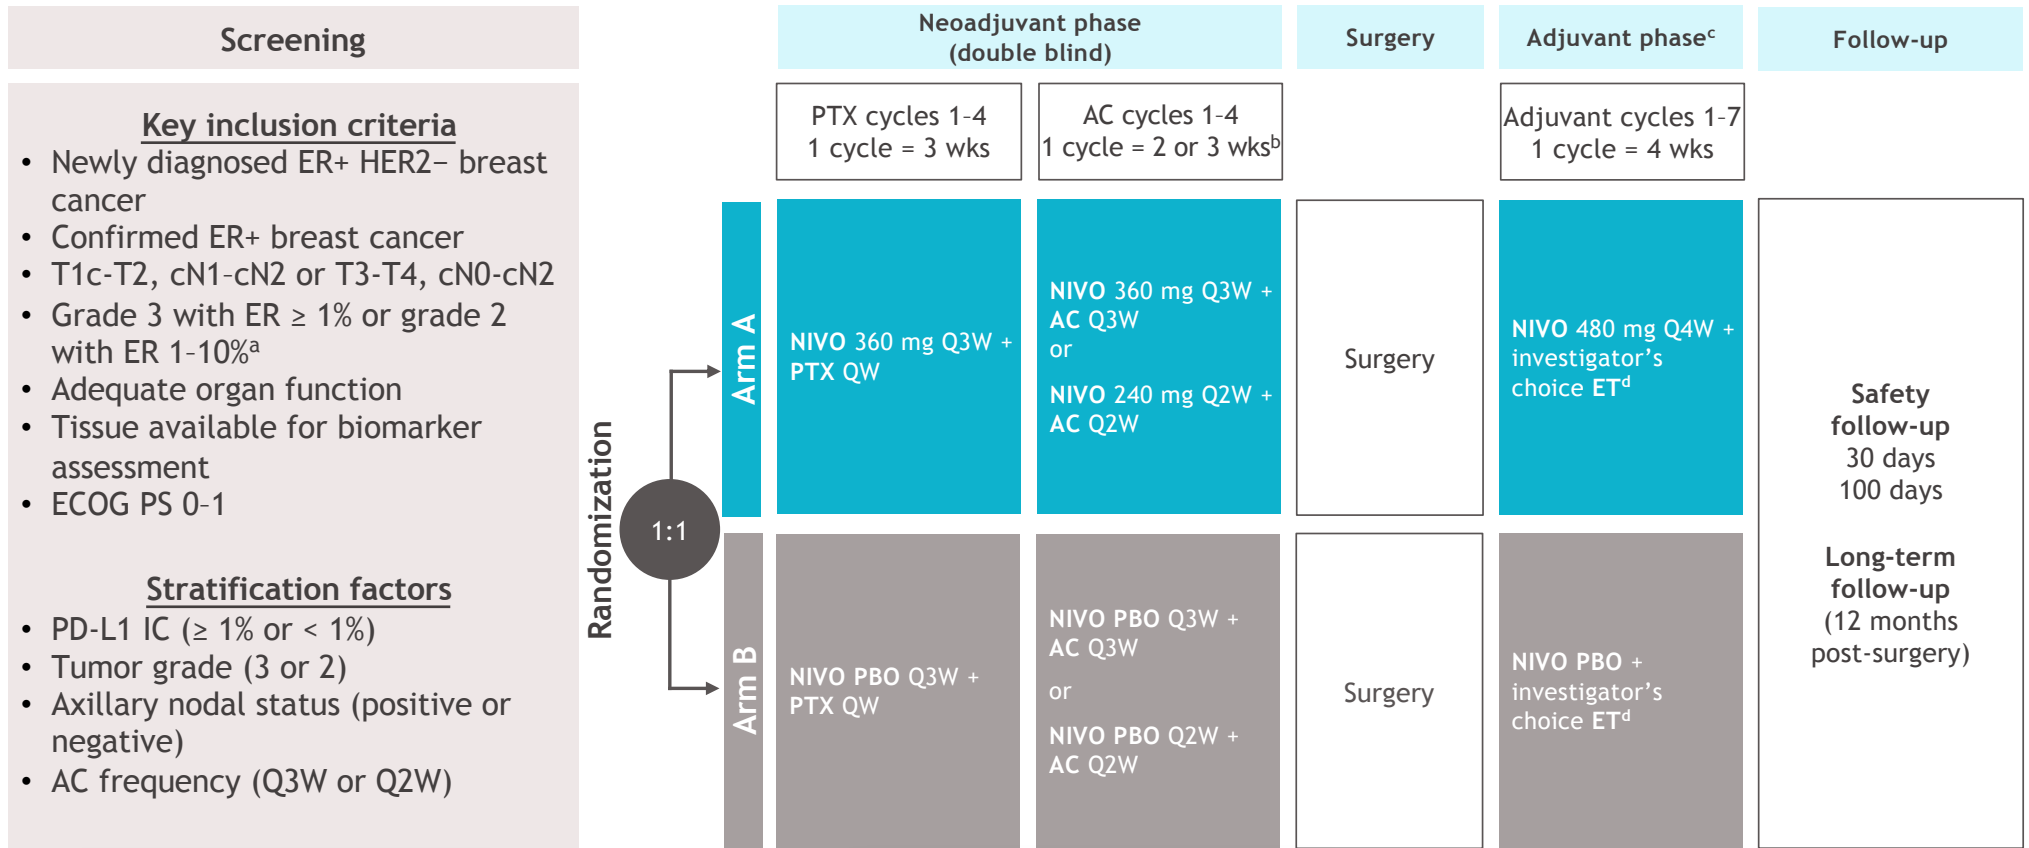 Screening
Key inclusion criteria
• Newly diagnosed ER+ HER2− breast
cancer
• Confirmed ER+ breast cancer
• T1c-T2, cN1–cN2 or T3-T4, cN0-cN2
• Grade 3 with ER ≥ 1% or grade 2
with ER 1–10%ᵃ
• Adequate organ function
• Tissue available for biomarker
assessment
• ECOG PS 0–1
Stratification factors
• PD-L1 IC (≥ 1% or < 1%)
• Tumor grade (3 or 2)
• Axillary nodal status (positive or
negative)
• AC frequency (Q3W or Q2W)
Randomization
1:1
Neoadjuvant phase
(double blind)
Surgery
Adjuvant phaseᶜ
Follow-up
PTX cycles 1–4
1 cycle = 3 wks
AC cycles 1–4
1 cycle = 2 or 3 wksᵇ
Adjuvant cycles 1–7
1 cycle = 4 wks
Arm A
NIVO 360 mg Q3W +
PTX QW
NIVO 360 mg Q3W +
AC Q3W
or
NIVO 240 mg Q2W +
AC Q2W
Surgery
NIVO 480 mg Q4W +
investigator’s
choice ETᵈ
Arm B
NIVO PBO Q3W +
PTX QW
NIVO PBO Q3W +
AC Q3W
or
NIVO PBO Q2W +
AC Q2W
Surgery
NIVO PBO +
investigator’s
choice ETᵈ
Safety
follow-up
30 days
100 days
Long-term
follow-up
(12 months
post-surgery)